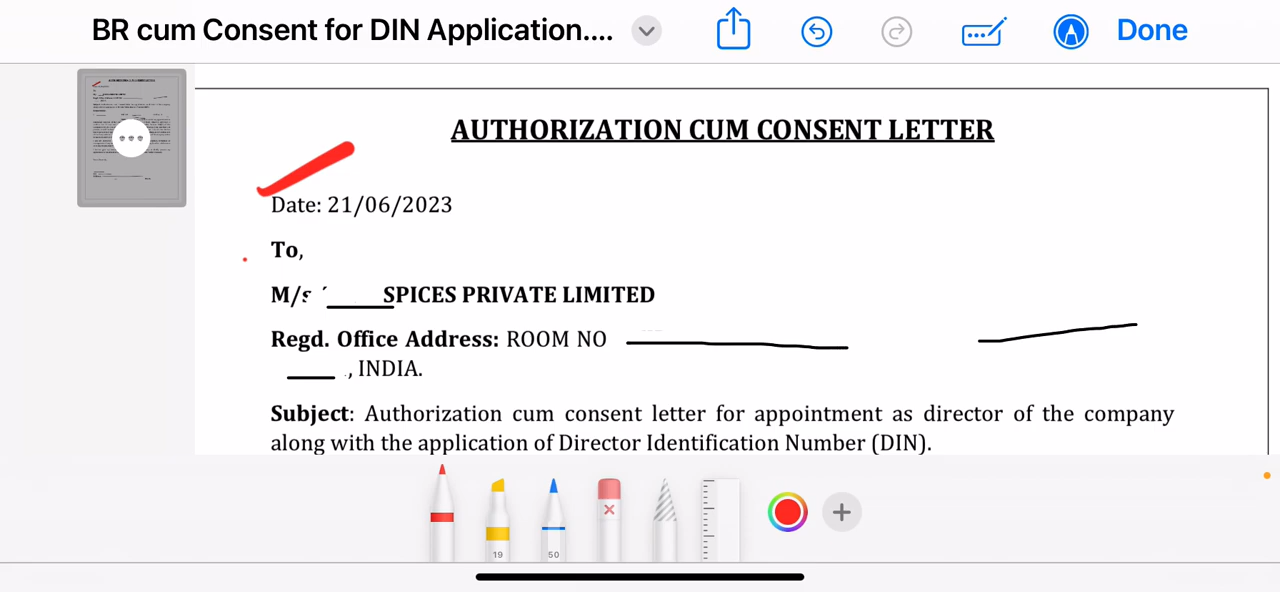 BR cum Consent for DIN Application....
Done
AUTHORIZATION CUM CONSENT LETTER
Date: 21/06/2023
To,
M/s SPICES PRIVATE LIMITED
Regd. Office Address: ROOM NO
, INDIA.
Subject: Authorization cum consent letter for appointment as director of the company
along with the application of Director Identification Number (DIN).
19
50